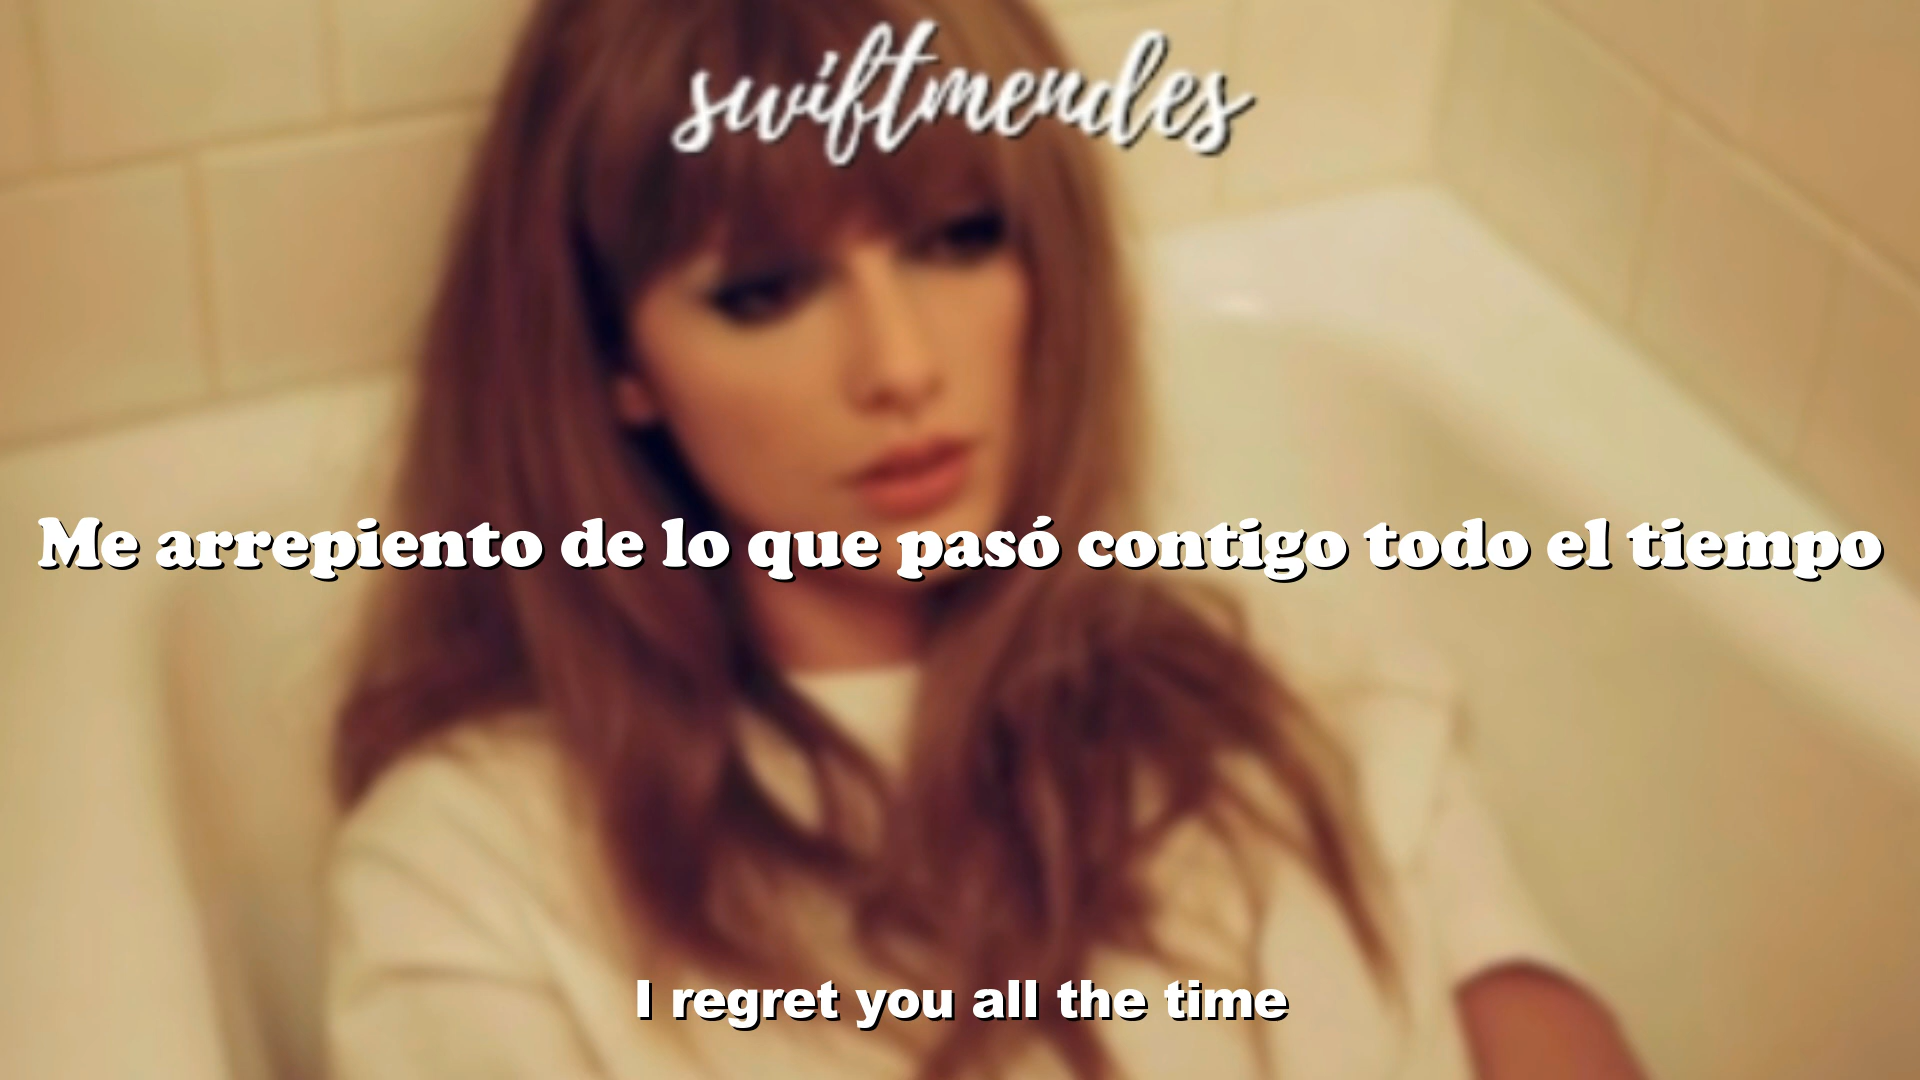 swiftmendes
Me arrepiento de lo que pasó contigo todo el tiempo
I regret you all the time